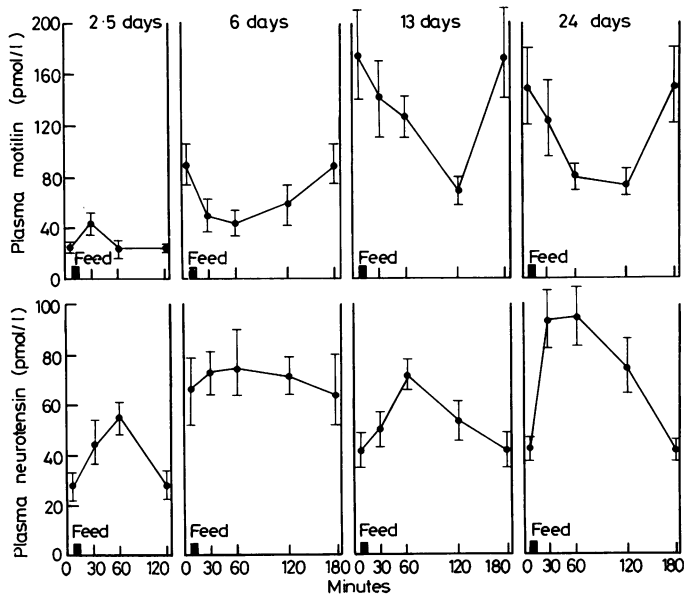 2·5 days 6 days 13 days 24 days
Plasma motilin (pmol/l)
200
160
120
80
40
0
Feed Feed Feed Feed
Plasma neurotensin (pmol/l)
100
80
60
40
20
0
Feed Feed Feed Feed
0 30 60 120 0 30 60 120 180 0 30 60 120 180 0 30 60 120 180
Minutes